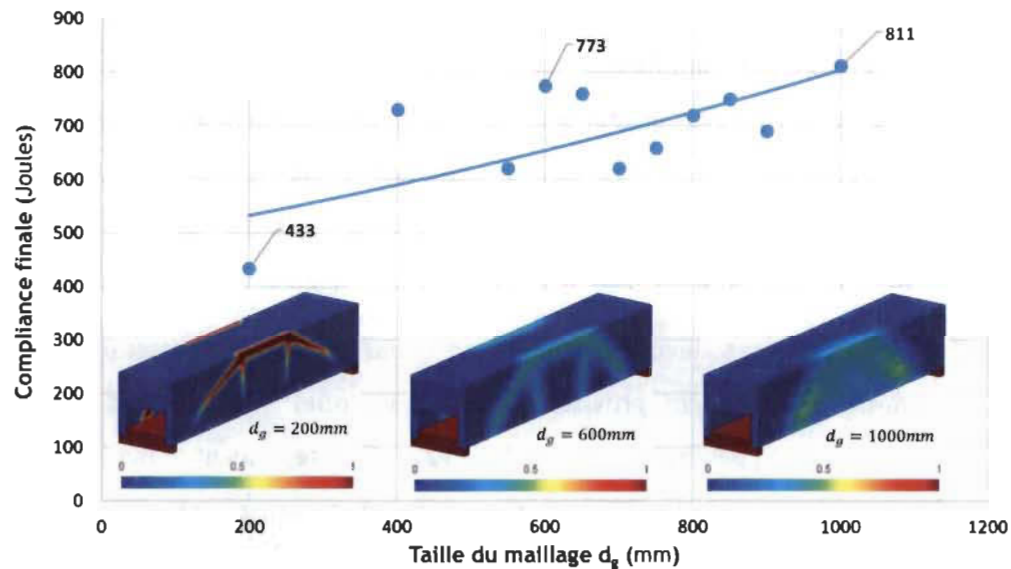 900
800
700
600
500
400
300
200
100
0
Compliance finale (Joules)
433
773
811
d_g = 200mm
d_g = 600mm
d_g = 1000mm
0 0.5 1
0 0.5 1
0 0.5 1
0 200 400 600 800 1000 1200
Taille du maillage d_g (mm)